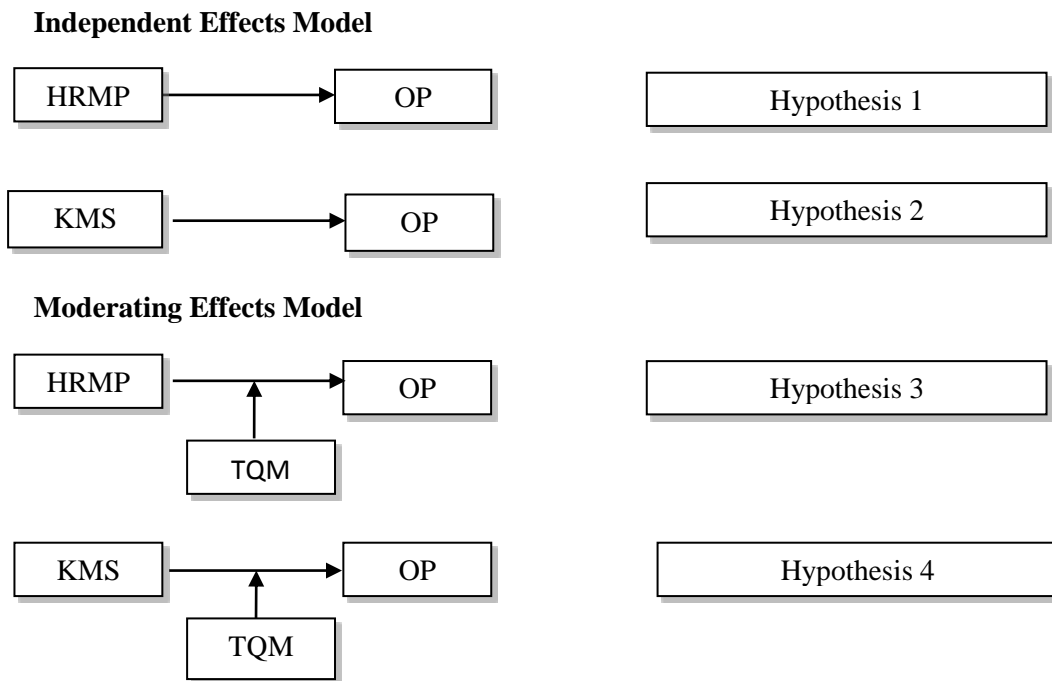 Independent Effects Model
HRMP OP Hypothesis 1
KMS OP Hypothesis 2
Moderating Effects Model
HRMP OP Hypothesis 3
TQM
KMS OP Hypothesis 4
TQM